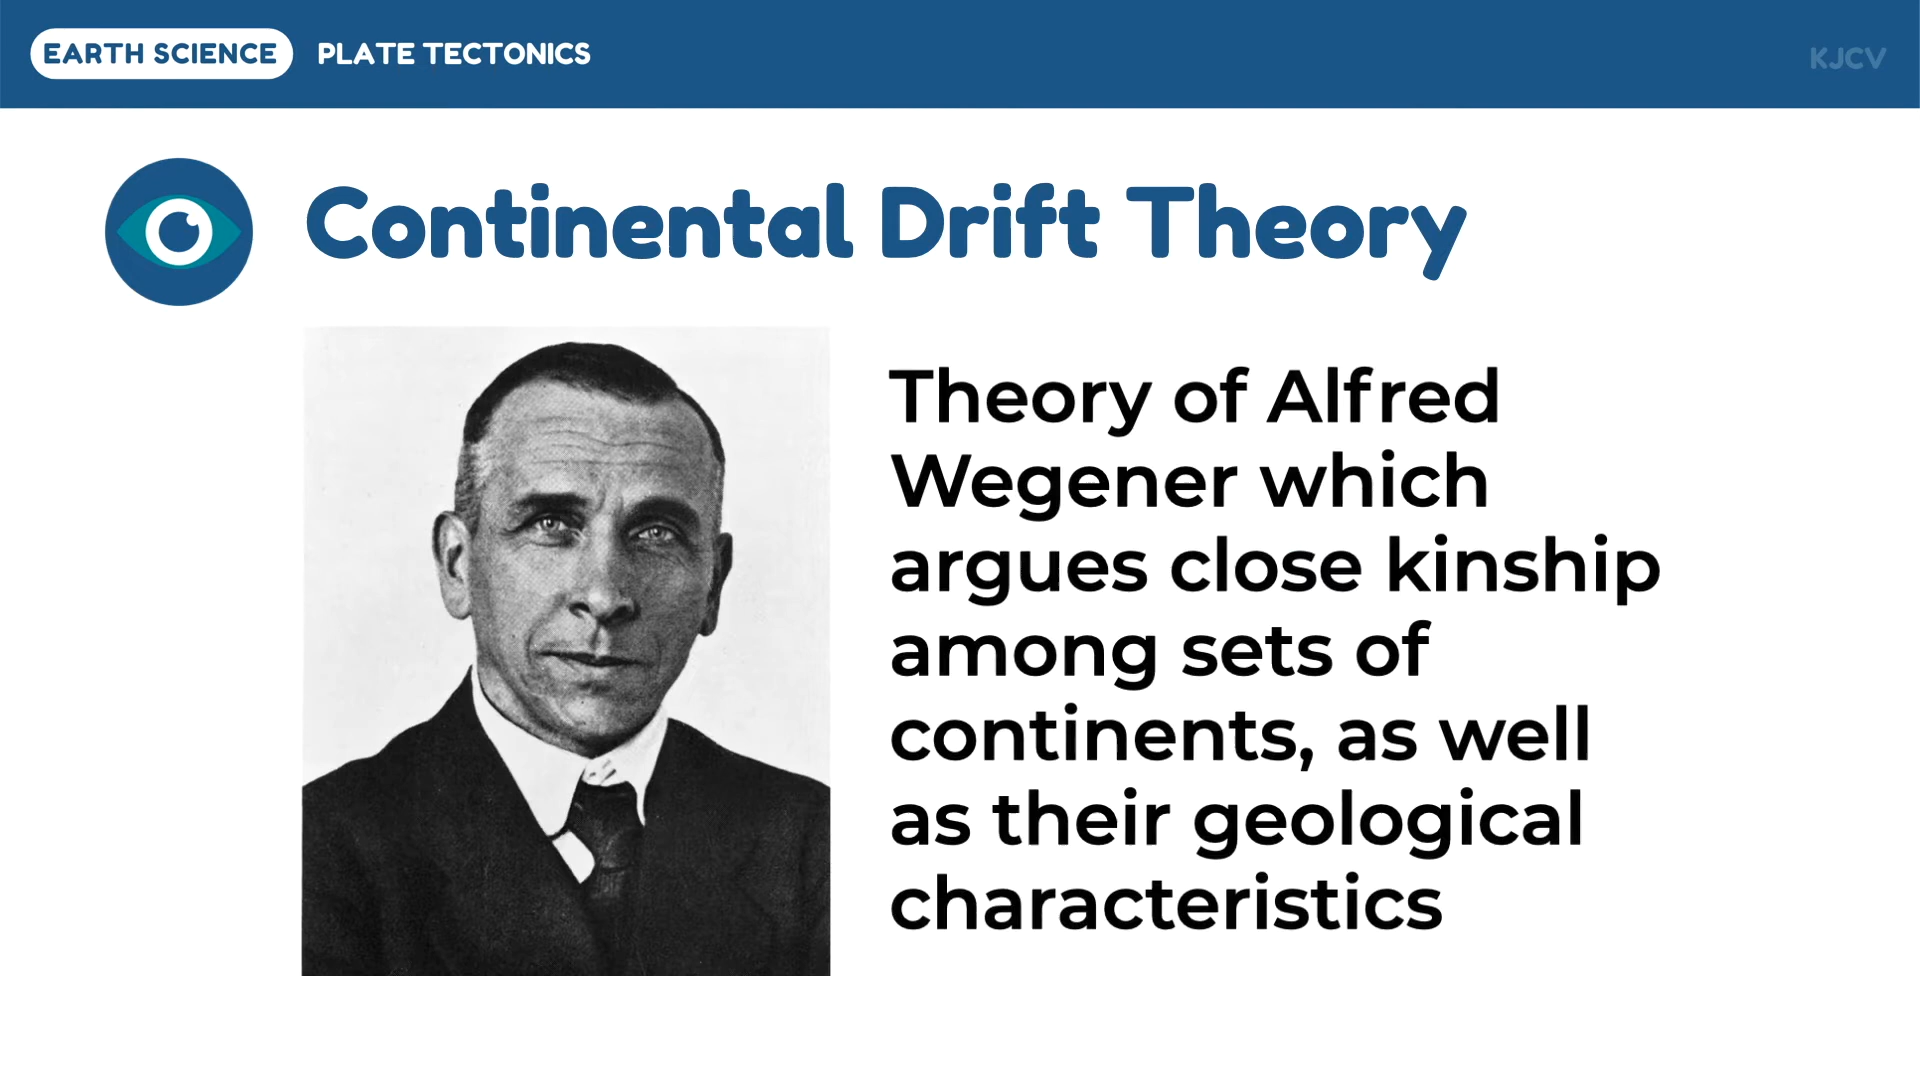 EARTH SCIENCE PLATE TECTONICS KJCV
Continental Drift Theory
Theory of Alfred
Wegener which
argues close kinship
among sets of
continents, as well
as their geological
characteristics